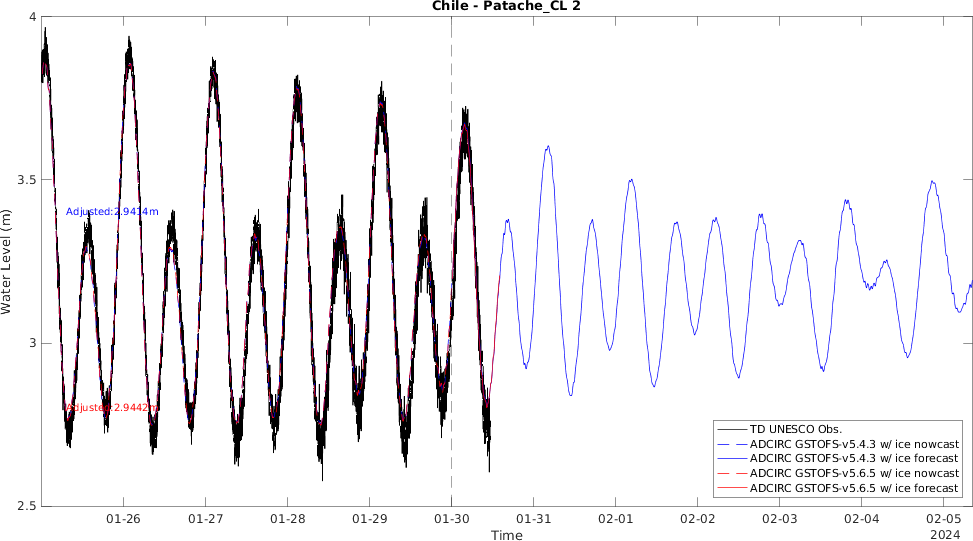 Chile - Patache_CL 2
4
3.5
3
2.5
Water Level (m)
Adjusted:2.9414m
Adjusted:2.9442m
TD UNESCO Obs.
ADCIRC GSTOFS-v5.4.3 w/ ice nowcast
ADCIRC GSTOFS-v5.4.3 w/ ice forecast
ADCIRC GSTOFS-v5.6.5 w/ ice nowcast
ADCIRC GSTOFS-v5.6.5 w/ ice forecast
01-26 01-27 01-28 01-29 01-30 01-31 02-01 02-02 02-03 02-04 02-05
Time 2024